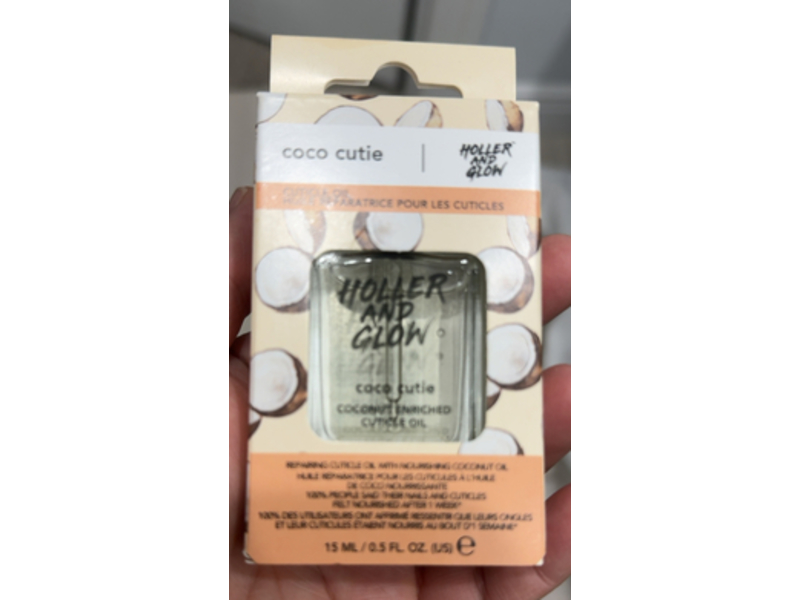 coco cutie
HOLLER
AND
GLOW
CUTICLE OIL
HUILE RÉPARATRICE POUR LES CUTICLES
HOLLER
AND
GLOW
coco cutie
COCONUT ENRICHED
CUTICLE OIL
REPAIRING CUTICLE OIL WITH NOURISHING COCONUT OIL
HUILE RÉPARATRICE POUR LES CUTICULES À L'HUILE
DE COCO NOURRISSANTE
100% PEOPLE SAID THEIR NAILS AND CUTICLES
FELT NOURISHED AFTER 1 WEEK*
100% DES UTILISATEURS ONT AFFIRMÉ RESSENTIR QUE LEURS ONGLES
ET LEUR CUTICULES ÉTAIENT NOURRIS AU BOUT D'1 SEMAINE*
15 ML / 0.5 FL. OZ. (US) ℮